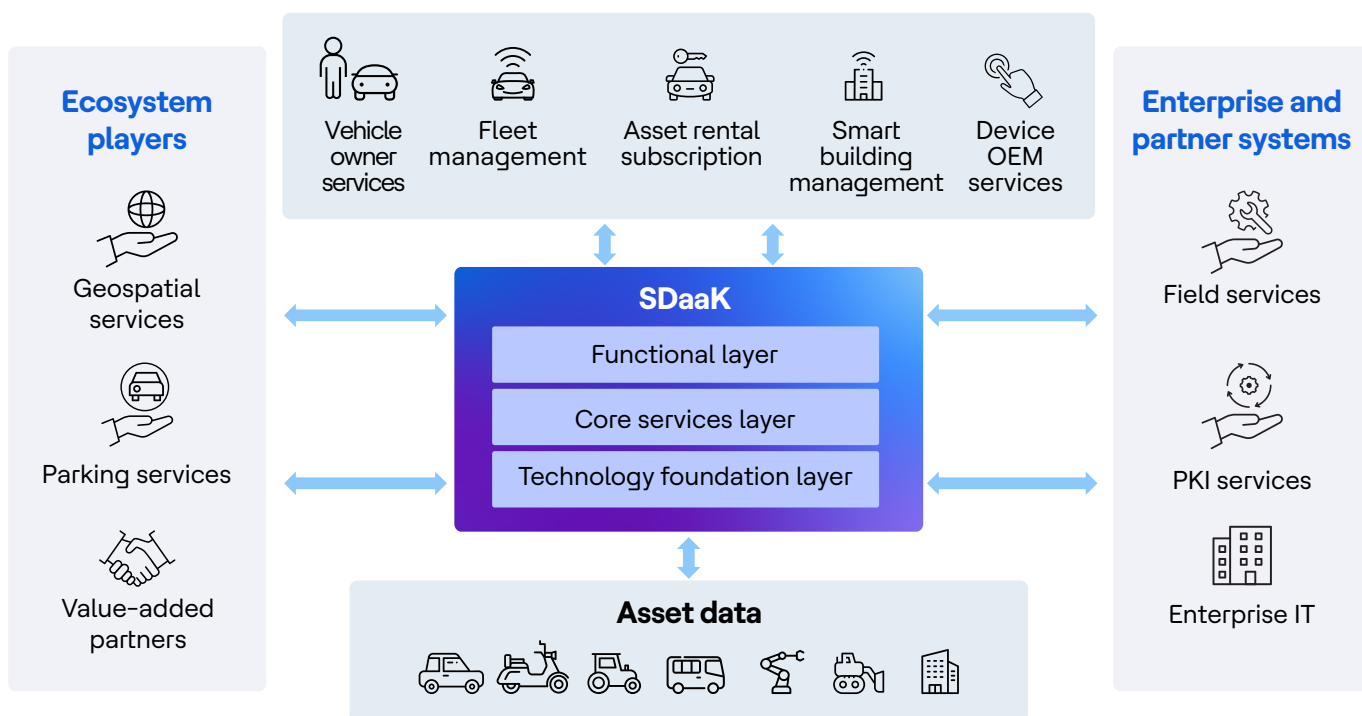 Ecosystem
players
Geospatial
services
Parking services
Value-added
partners
Vehicle
owner
services
Fleet
management
Asset rental
subscription
Smart
building
management
Device
OEM
services
SDaaK
Functional layer
Core services layer
Technology foundation layer
Asset data
Enterprise and
partner systems
Field services
PKI services
Enterprise IT